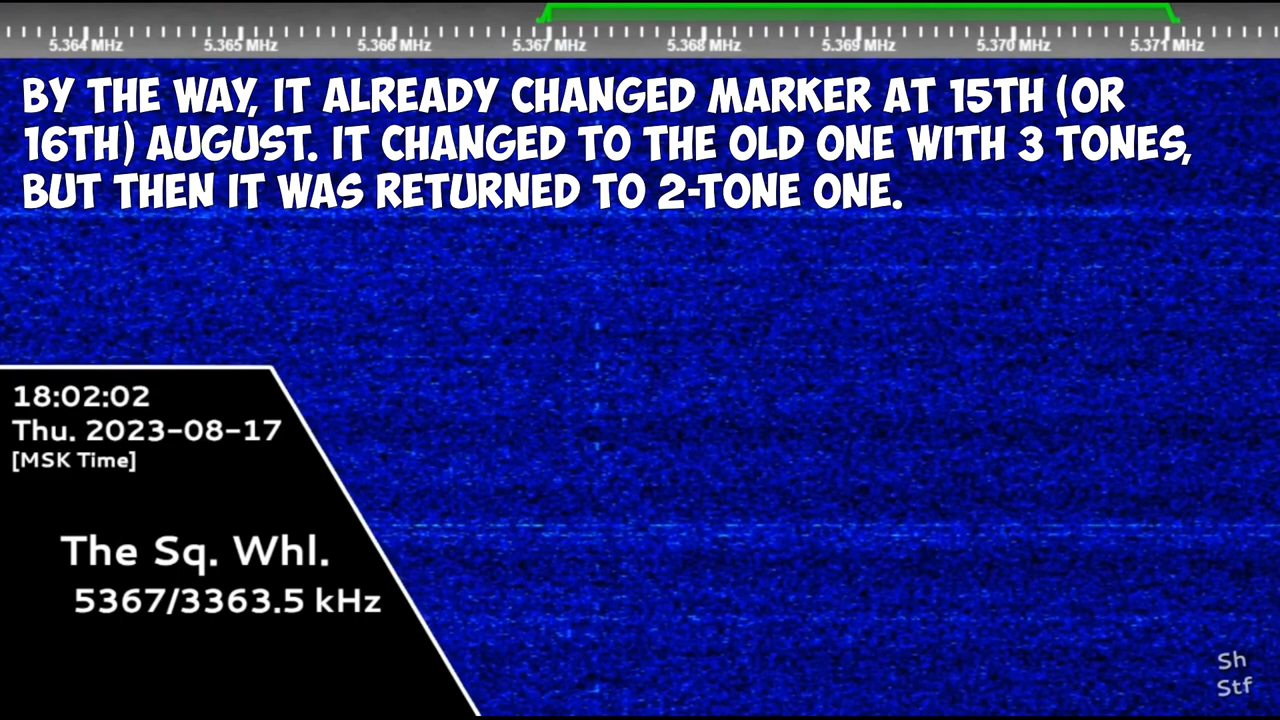 5.364 MHz 5.365 MHz 5.366 MHz 5.367 MHz 5.368 MHz 5.369 MHz 5.370 MHz 5.371 MHz
BY THE WAY, IT ALREADY CHANGED MARKER AT 15TH (OR
16TH) AUGUST. IT CHANGED TO THE OLD ONE WITH 3 TONES,
BUT THEN IT WAS RETURNED TO 2-TONE ONE.
18:02:02
Thu. 2023-08-17
[MSK Time]
The Sq. Whl.
5367/3363.5 kHz
Sh
Stf